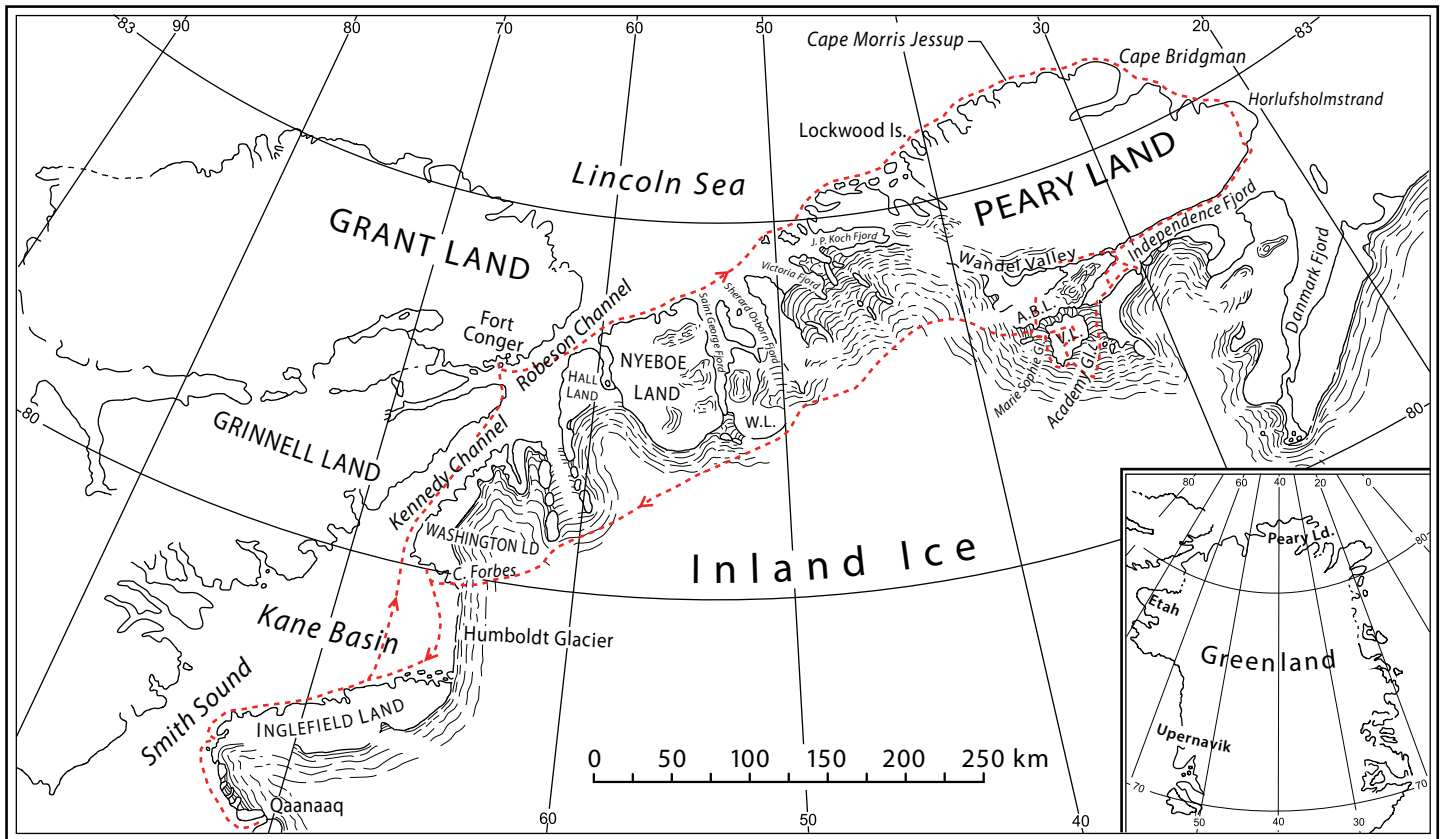 83
90
80
70
60
50
30
20
83
Cape Morris Jessup
Cape Bridgman
Horlufsholmstrand
Lockwood Is.
Lincoln Sea
PEARY LAND
GRANT LAND
J. P. Koch Fjord
Victoria Fjord
Wandel Valley
Independence Fjord
Danmark Fjord
Fort
Conger
Robeson Channel
Saint George Fjord
Sherard Osborn Fjord
NYEBOE
LAND
HALL
LAND
W.L.
A.B.L.
V.L.
Marie Sophie Gl.
Academy Gl.
80
80
GRINNELL LAND
Kennedy Channel
WASHINGTON LD
C. Forbes
Inland Ice
Kane Basin
Humboldt Glacier
Smith Sound
INGLEFIELD LAND
Qaanaaq
0 50 100 150 200 250 km
60
50
40
80
60
40
20
0
Peary Ld.
80
Etah
Greenland
Upernavik
70
70
50
40
30